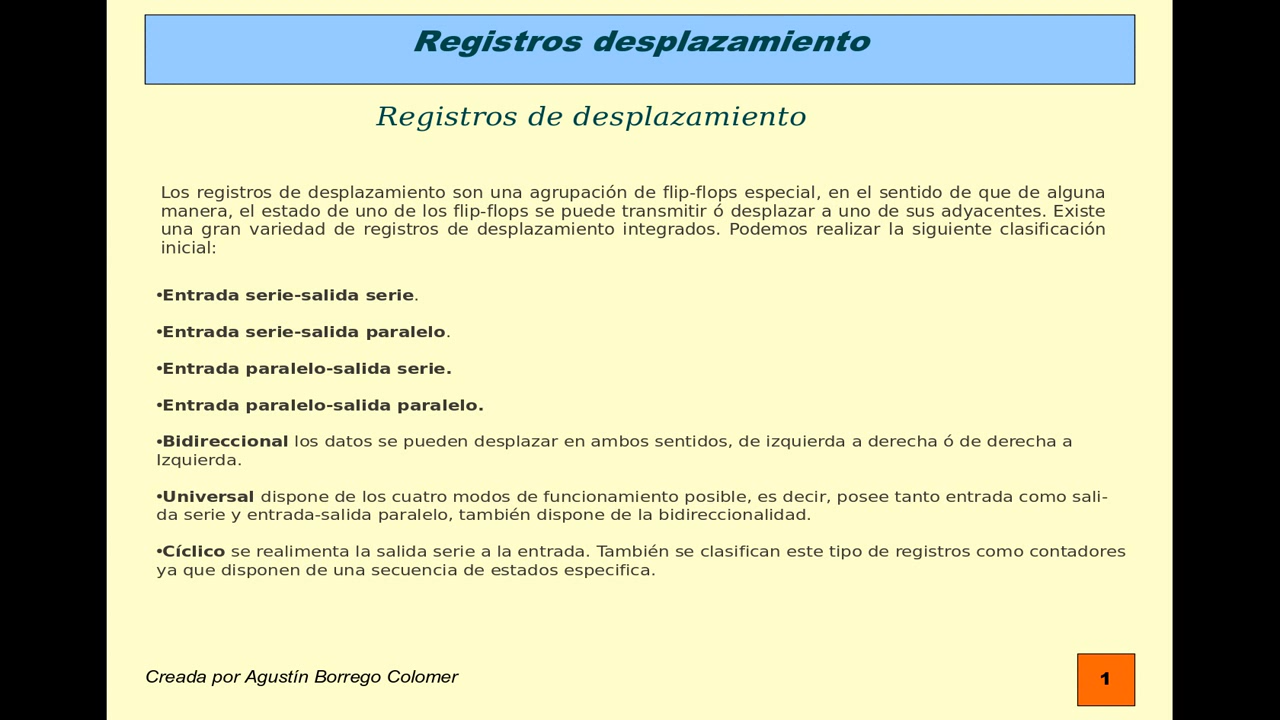 Registros desplazamiento
Registros de desplazamiento
Los registros de desplazamiento son una agrupación de flip-flops especial, en el sentido de que de alguna
manera, el estado de uno de los flip-flops se puede transmitir ó desplazar a uno de sus adyacentes. Existe
una gran variedad de registros de desplazamiento integrados. Podemos realizar la siguiente clasificación
inicial:
•Entrada serie-salida serie.
•Entrada serie-salida paralelo.
•Entrada paralelo-salida serie.
•Entrada paralelo-salida paralelo.
•Bidireccional los datos se pueden desplazar en ambos sentidos, de izquierda a derecha ó de derecha a
Izquierda.
•Universal dispone de los cuatro modos de funcionamiento posible, es decir, posee tanto entrada como sali-
da serie y entrada-salida paralelo, también dispone de la bidireccionalidad.
•Cíclico se realimenta la salida serie a la entrada. También se clasifican este tipo de registros como contadores
ya que disponen de una secuencia de estados especifica.
Creada por Agustín Borrego Colomer
1